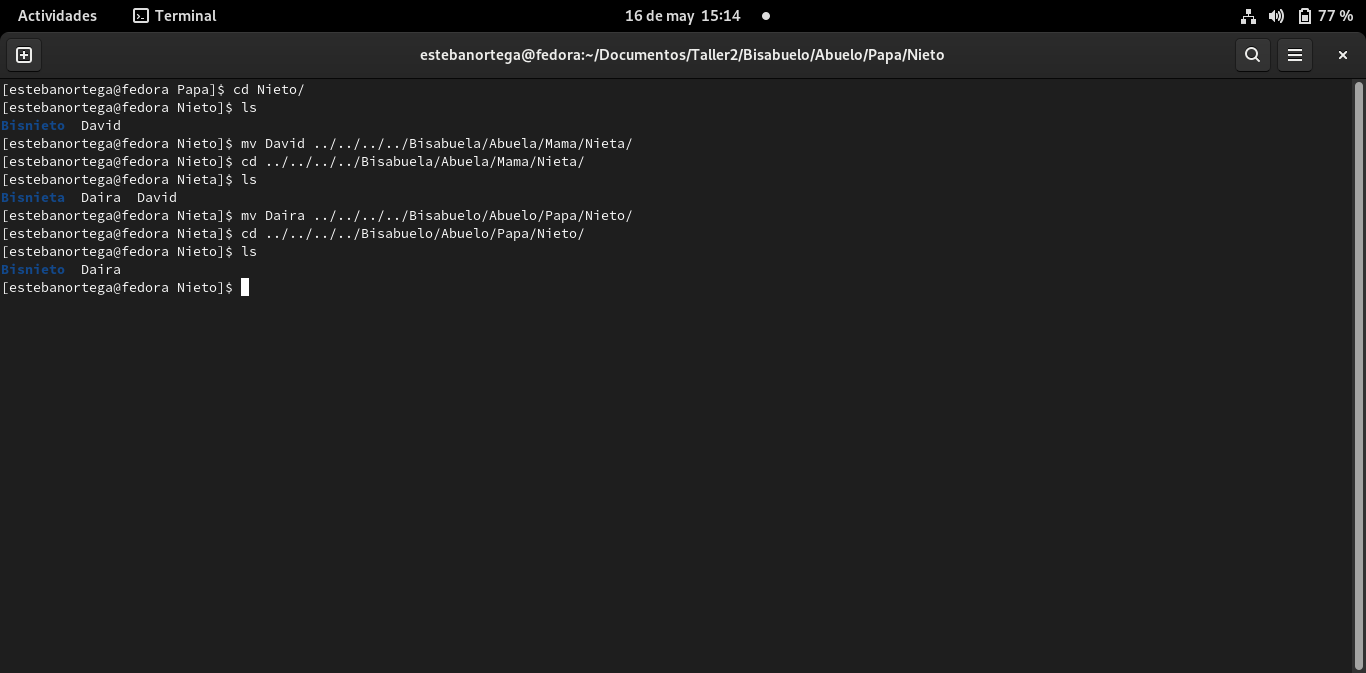 Actividades Terminal 16 de may 15:14 77 %
estebanortega@fedora:~/Documentos/Taller2/Bisabuelo/Abuelo/Papa/Nieto
[estebanortega@fedora Papa]$ cd Nieto/
[estebanortega@fedora Nieto]$ ls
Bisnieto  David
[estebanortega@fedora Nieto]$ mv David ../../../../Bisabuela/Abuela/Mama/Nieta/
[estebanortega@fedora Nieto]$ cd ../../../../Bisabuela/Abuela/Mama/Nieta/
[estebanortega@fedora Nieta]$ ls
Bisnieta  Daira  David
[estebanortega@fedora Nieta]$ mv Daira ../../../../Bisabuelo/Abuelo/Papa/Nieto/
[estebanortega@fedora Nieta]$ cd ../../../../Bisabuelo/Abuelo/Papa/Nieto/
[estebanortega@fedora Nieto]$ ls
Bisnieto  Daira
[estebanortega@fedora Nieto]$